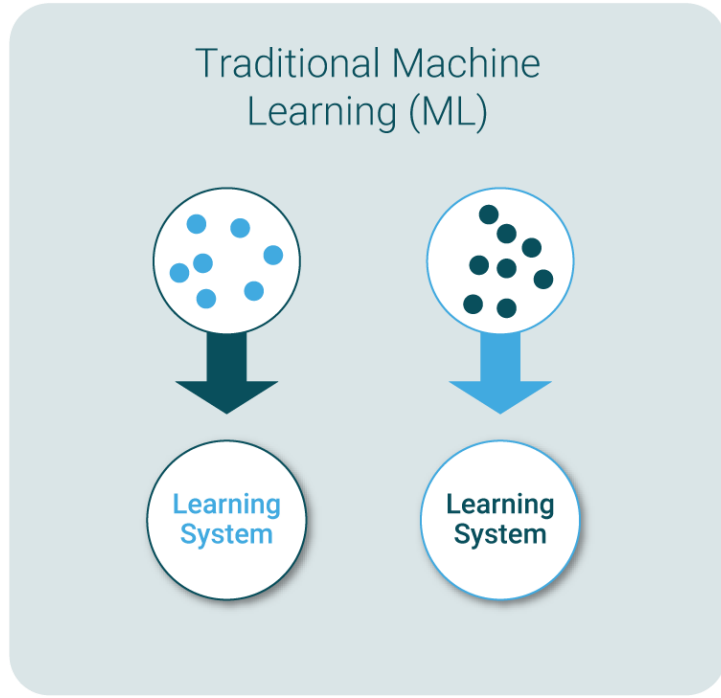 Traditional Machine
Learning (ML)
Learning
System
Learning
System